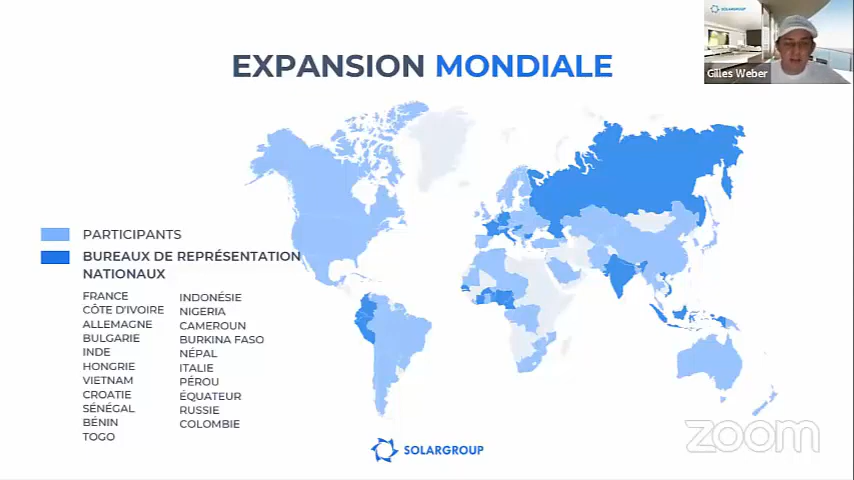 SOLARGROUP
Gilles Weber
EXPANSION MONDIALE
PARTICIPANTS
BUREAUX DE REPRÉSENTATION
NATIONAUX
FRANCE
CÔTE D'IVOIRE
ALLEMAGNE
BULGARIE
INDE
HONGRIE
VIETNAM
CROATIE
SÉNÉGAL
BÉNIN
TOGO
INDONÉSIE
NIGERIA
CAMEROUN
BURKINA FASO
NÉPAL
ITALIE
PÉROU
ÉQUATEUR
RUSSIE
COLOMBIE
SOLARGROUP
zoom